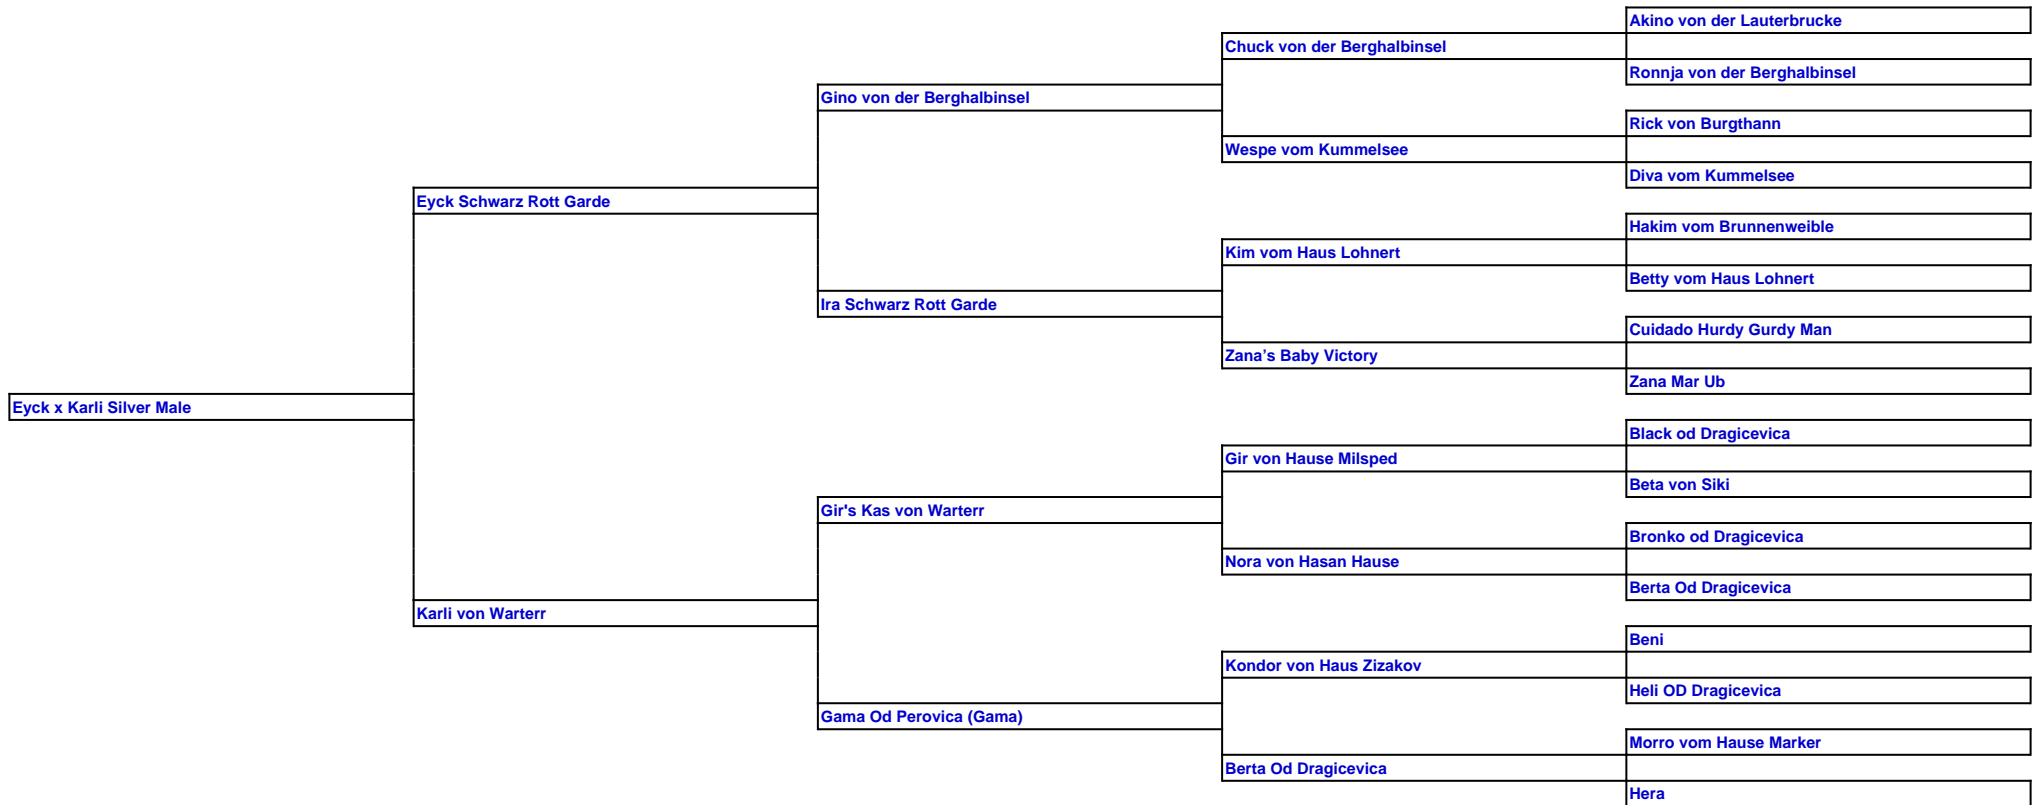 Akino von der Lauterbrucke
Chuck von der Berghalbinsel
Ronnja von der Berghalbinsel
Gino von der Berghalbinsel
Rick von Burgthann
Wespe vom Kummelsee
Diva vom Kummelsee
Eyck Schwarz Rott Garde
Hakim vom Brunnenweible
Kim vom Haus Lohnert
Betty vom Haus Lohnert
Ira Schwarz Rott Garde
Cuidado Hurdy Gurdy Man
Zana’s Baby Victory
Zana Mar Ub
Eyck x Karli Silver Male
Black od Dragicevica
Gir von Hause Milsped
Beta von Siki
Gir's Kas von Warterr
Bronko od Dragicevica
Nora von Hasan Hause
Berta Od Dragicevica
Karli von Warterr
Beni
Kondor von Haus Zizakov
Heli OD Dragicevica
Gama Od Perovica (Gama)
Morro vom Hause Marker
Berta Od Dragicevica
Hera